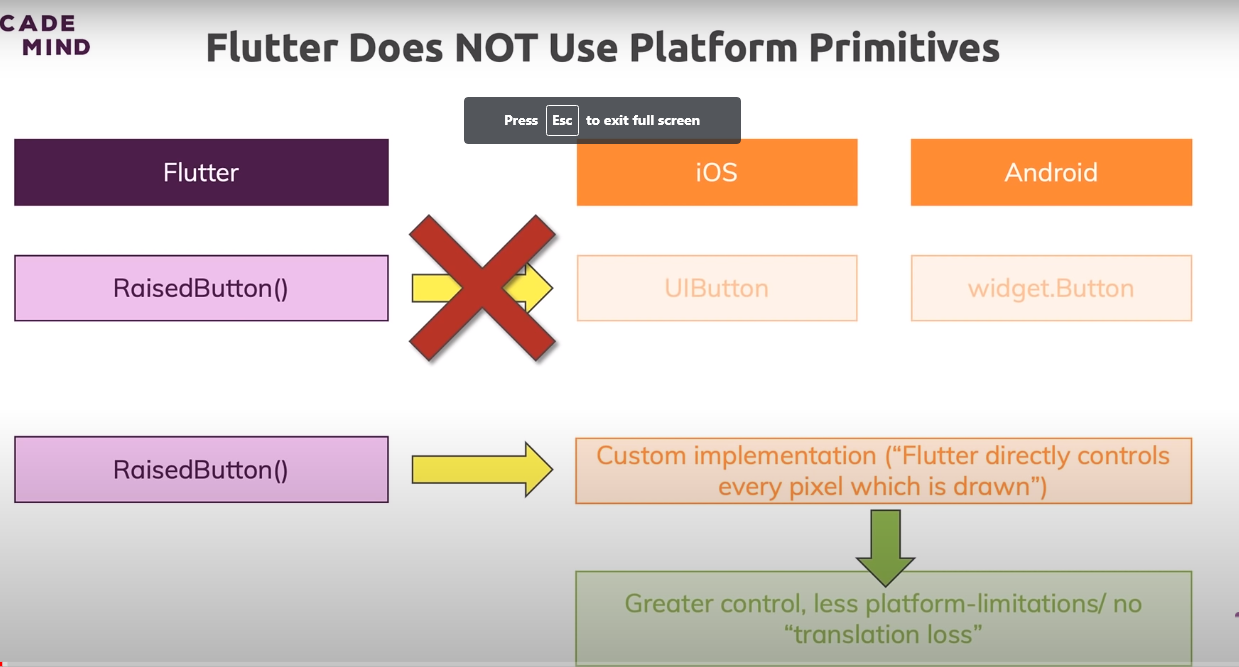 CADE
MIND
Flutter Does NOT Use Platform Primitives
Press Esc to exit full screen
Flutter
iOS
Android
RaisedButton()
UIButton
widget.Button
RaisedButton()
Custom implementation (“Flutter directly controls
every pixel which is drawn”)
Greater control, less platform-limitations/ no
“translation loss”